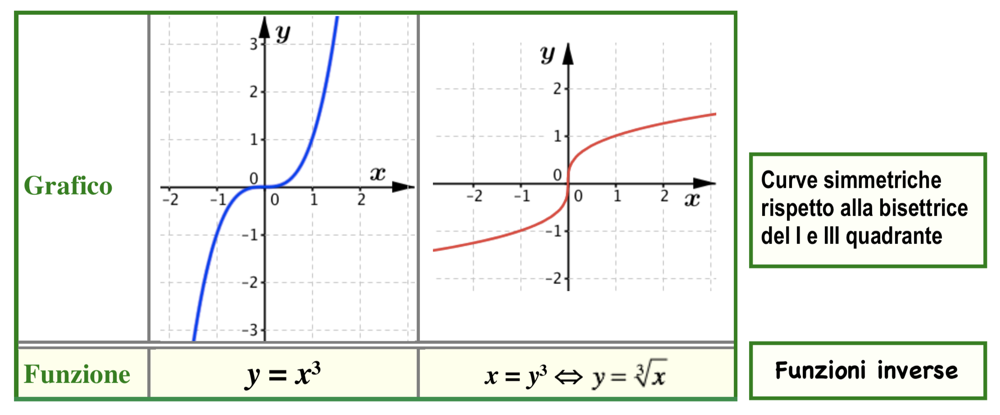 Grafico
y
3
2
1
0
x
-2 -1 0 1 2
-1
-2
-3
y
2
1
0
-2 -1 0 1 2 x
-1
-2
Curve simmetriche
rispetto alla bisettrice
del I e III quadrante
Funzione
y = x³
x = y³ ⇔ y = ∛x
Funzioni inverse